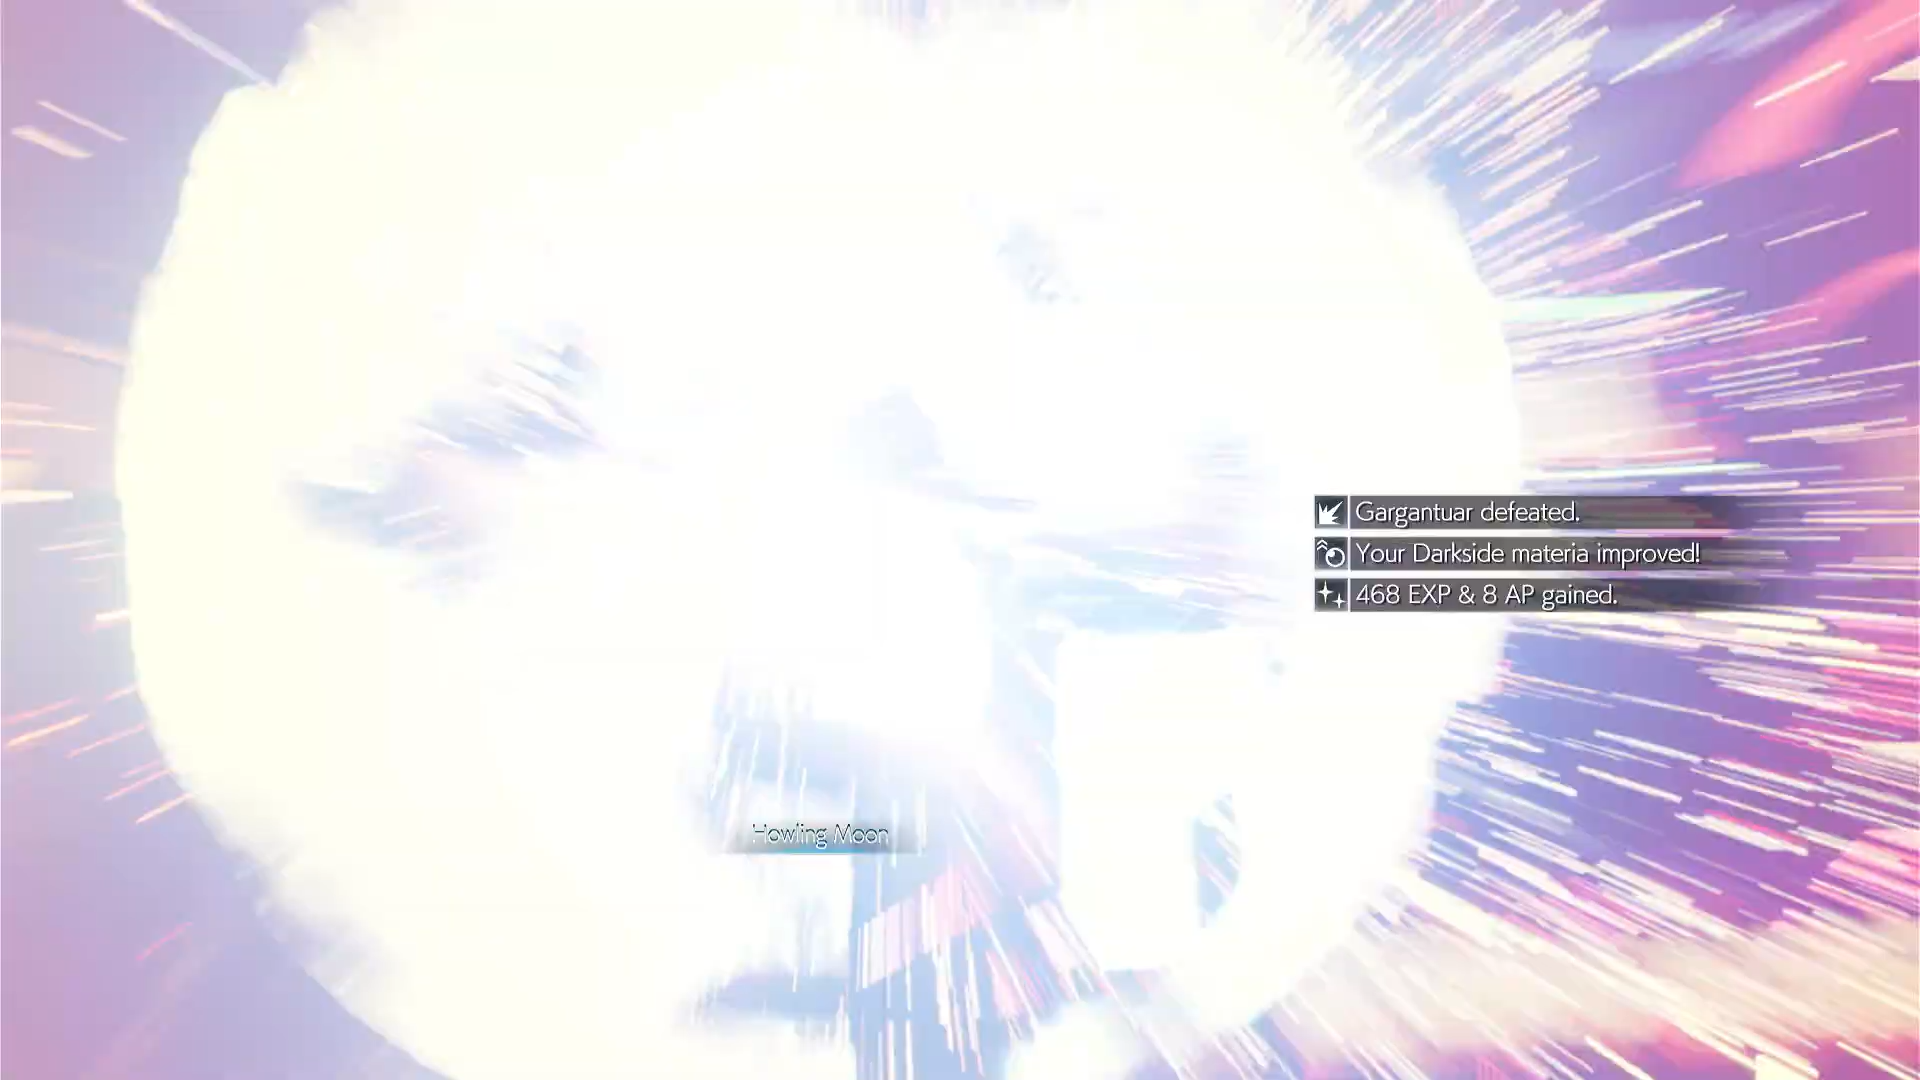 Gargantuar defeated.
Your Darkside materia improved!
468 EXP & 8 AP gained.
Howling Moon